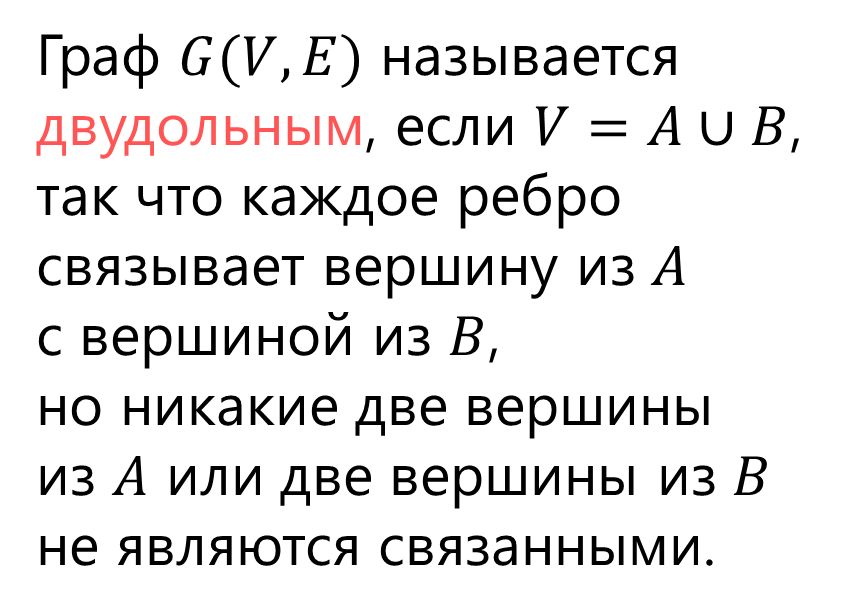 Граф G(V, E) называется
двудольным, если V = A ∪ B,
так что каждое ребро
связывает вершину из A
с вершиной из B,
но никакие две вершины
из A или две вершины из B
не являются связанными.